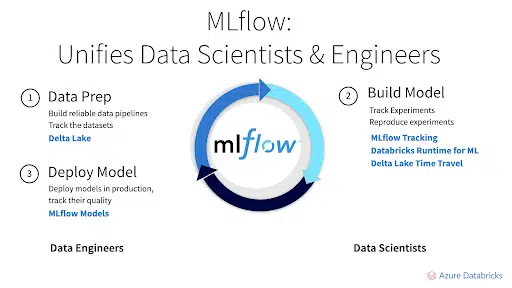 MLflow:
Unifies Data Scientists & Engineers
1 Data Prep
Build reliable data pipelines
Track the datasets
Delta Lake
3 Deploy Model
Deploy models in production,
track their quality
MLflow Models
Data Engineers
mlflow
2 Build Model
Track Experiments
Reproduce experiments
MLflow Tracking
Databricks Runtime for ML
Delta Lake Time Travel
Data Scientists
Azure Databricks